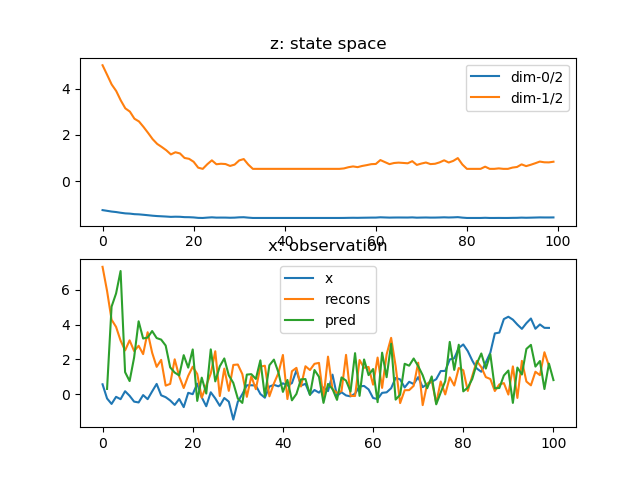 z: state space
4
2
0
dim-0/2
dim-1/2
0 20 40 60 80 100
x: observation
6
4
2
0
x
recons
pred
0 20 40 60 80 100